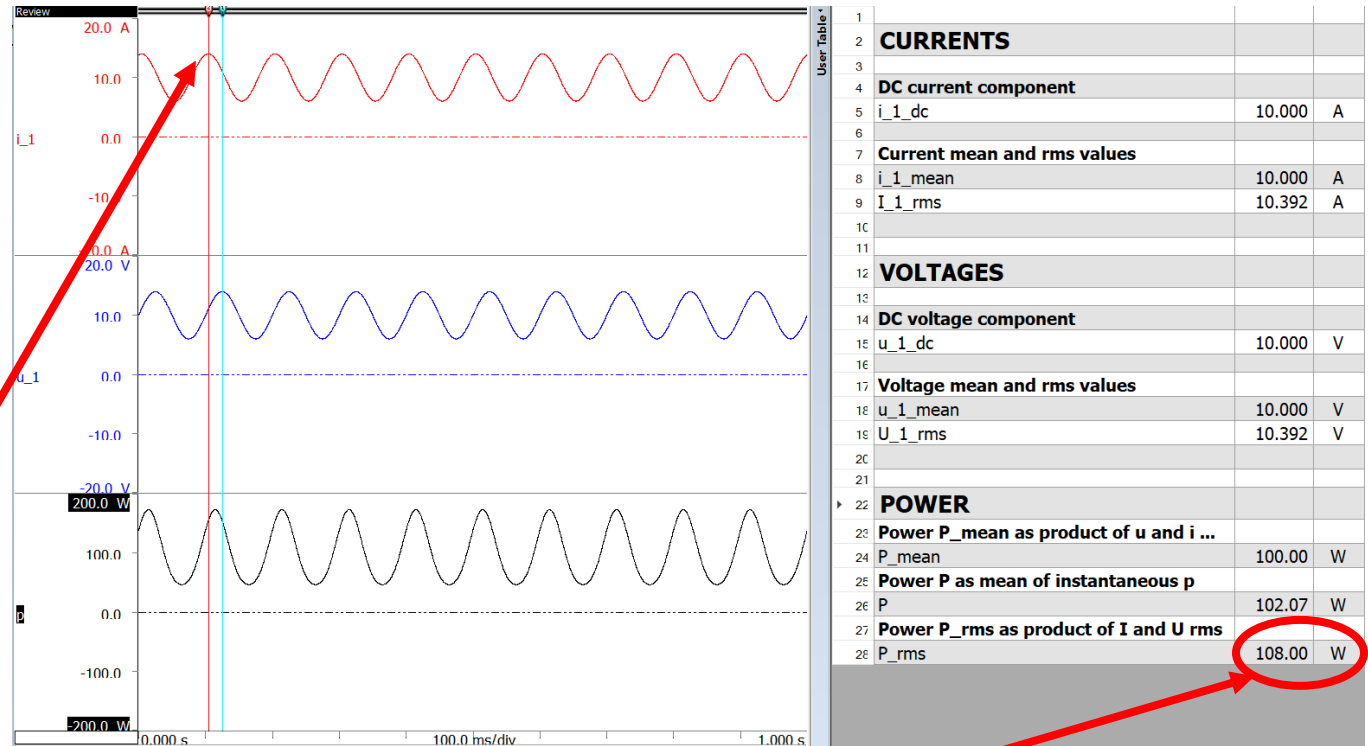 Review
20.0 A
10.0
i_1 0.0
-10.0
-20.0 A
20.0 V
10.0
u_1 0.0
-10.0
-20.0 V
200.0 W
100.0
p 0.0
-100.0
-200.0 W
0.000 s 100.0 ms/div 1.000 s
User Table
1
2 CURRENTS
3
4 DC current component
5 i_1_dc 10.000 A
6
7 Current mean and rms values
8 i_1_mean 10.000 A
9 I_1_rms 10.392 A
10
11
12 VOLTAGES
13
14 DC voltage component
15 u_1_dc 10.000 V
16
17 Voltage mean and rms values
18 u_1_mean 10.000 V
19 U_1_rms 10.392 V
20
21
22 POWER
23 Power P_mean as product of u and i ...
24 P_mean 100.00 W
25 Power P as mean of instantaneous p
26 P 102.07 W
27 Power P_rms as product of I and U rms
28 P_rms 108.00 W